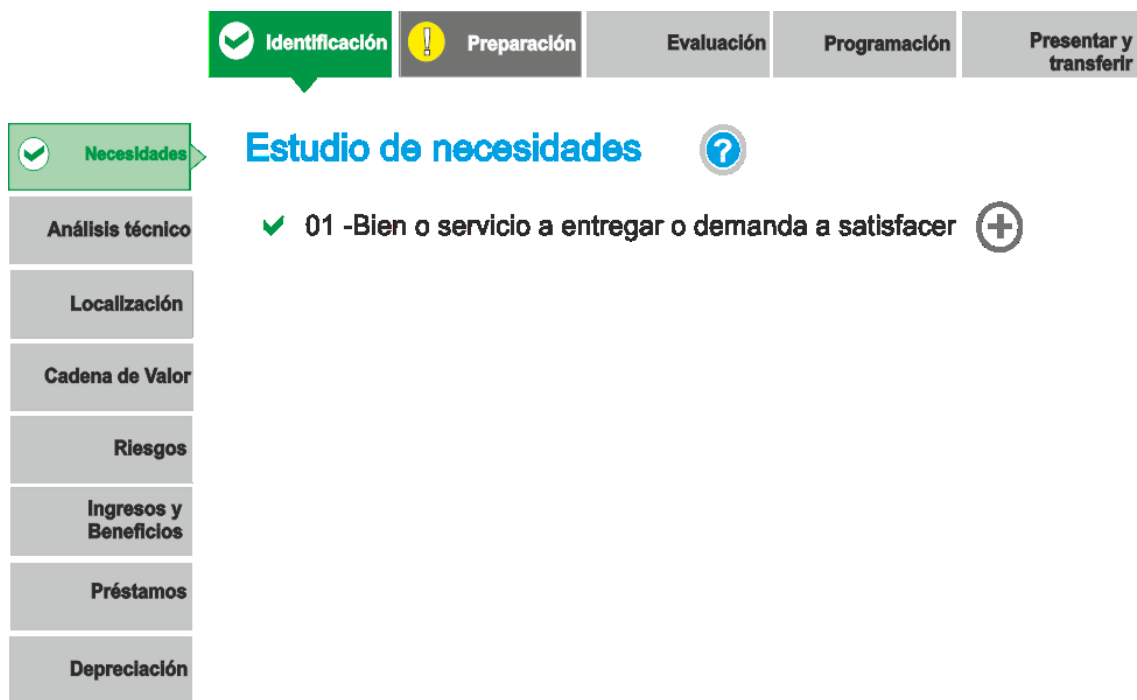 Identificación
Preparación
Evaluación
Programación
Presentar y
transferir
Necesidades
Estudio de necesidades
01 -Bien o servicio a entregar o demanda a satisfacer
Análisis técnico
Localización
Cadena de Valor
Riesgos
Ingresos y
Beneficios
Préstamos
Depreciación